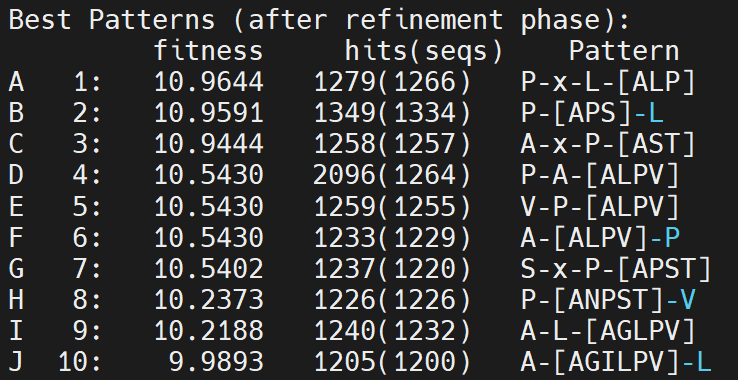 Best Patterns (after refinement phase):
fitness hits(seqs) Pattern
A 1: 10.9644 1279(1266) P-x-L-[ALP]
B 2: 10.9591 1349(1334) P-[APS]-L
C 3: 10.9444 1258(1257) A-x-P-[AST]
D 4: 10.5430 2096(1264) P-A-[ALPV]
E 5: 10.5430 1259(1255) V-P-[ALPV]
F 6: 10.5430 1233(1229) A-[ALPV]-P
G 7: 10.5402 1237(1220) S-x-P-[APST]
H 8: 10.2373 1226(1226) P-[ANPST]-V
I 9: 10.2188 1240(1232) A-L-[AGLPV]
J 10: 9.9893 1205(1200) A-[AGILPV]-L